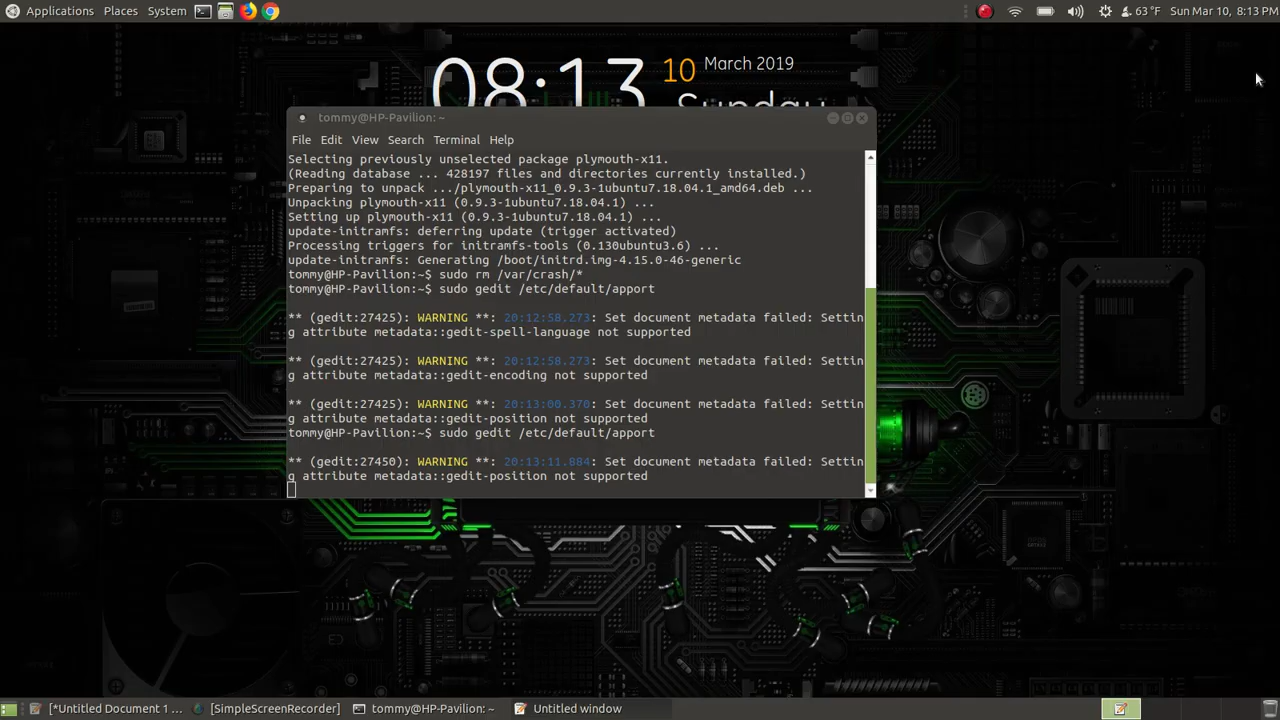 Applications Places System
63 °F Sun Mar 10, 8:13 PM
08:13 10 March 2019
Sunday
tommy@HP-Pavilion: ~
File Edit View Search Terminal Help
Selecting previously unselected package plymouth-x11.
(Reading database ... 428197 files and directories currently installed.)
Preparing to unpack .../plymouth-x11_0.9.3-1ubuntu7.18.04.1_amd64.deb ...
Unpacking plymouth-x11 (0.9.3-1ubuntu7.18.04.1) ...
Setting up plymouth-x11 (0.9.3-1ubuntu7.18.04.1) ...
update-initramfs: deferring update (trigger activated)
Processing triggers for initramfs-tools (0.130ubuntu3.6) ...
update-initramfs: Generating /boot/initrd.img-4.15.0-46-generic
tommy@HP-Pavilion:~$ sudo rm /var/crash/*
tommy@HP-Pavilion:~$ sudo gedit /etc/default/apport
** (gedit:27425): WARNING **: 20:12:58.273: Set document metadata failed: Settin
g attribute metadata::gedit-spell-language not supported
** (gedit:27425): WARNING **: 20:12:58.273: Set document metadata failed: Settin
g attribute metadata::gedit-encoding not supported
** (gedit:27425): WARNING **: 20:13:00.370: Set document metadata failed: Settin
g attribute metadata::gedit-position not supported
tommy@HP-Pavilion:~$ sudo gedit /etc/default/apport
** (gedit:27450): WARNING **: 20:13:11.884: Set document metadata failed: Settin
g attribute metadata::gedit-position not supported
[*Untitled Document 1 ... [SimpleScreenRecorder] tommy@HP-Pavilion: ~ Untitled window